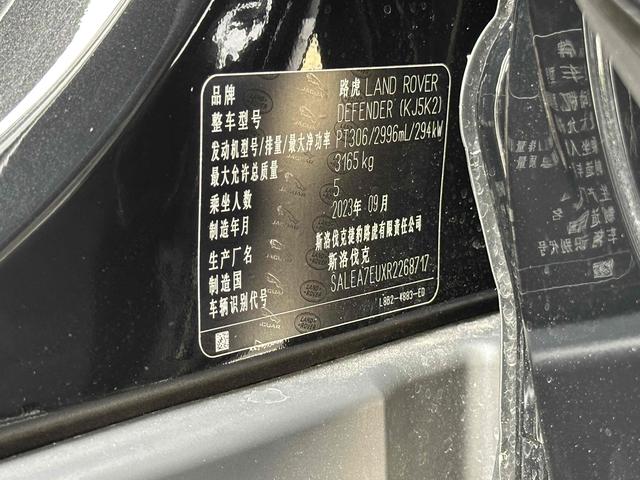 品牌 路虎 LAND ROVER
整车型号 DEFENDER (KJ5K2)
发动机型号/排量/最大净功率 PT306/2996mL/294kW
最大允许总质量 3165 kg
乘坐人数 5
制造年月 2023年 09月
生产厂名 斯洛伐克捷豹路虎有限责任公司
制造国 斯洛伐克
车辆识别代号 SALEA7EUXR2268717
L8B2-4S83-ED